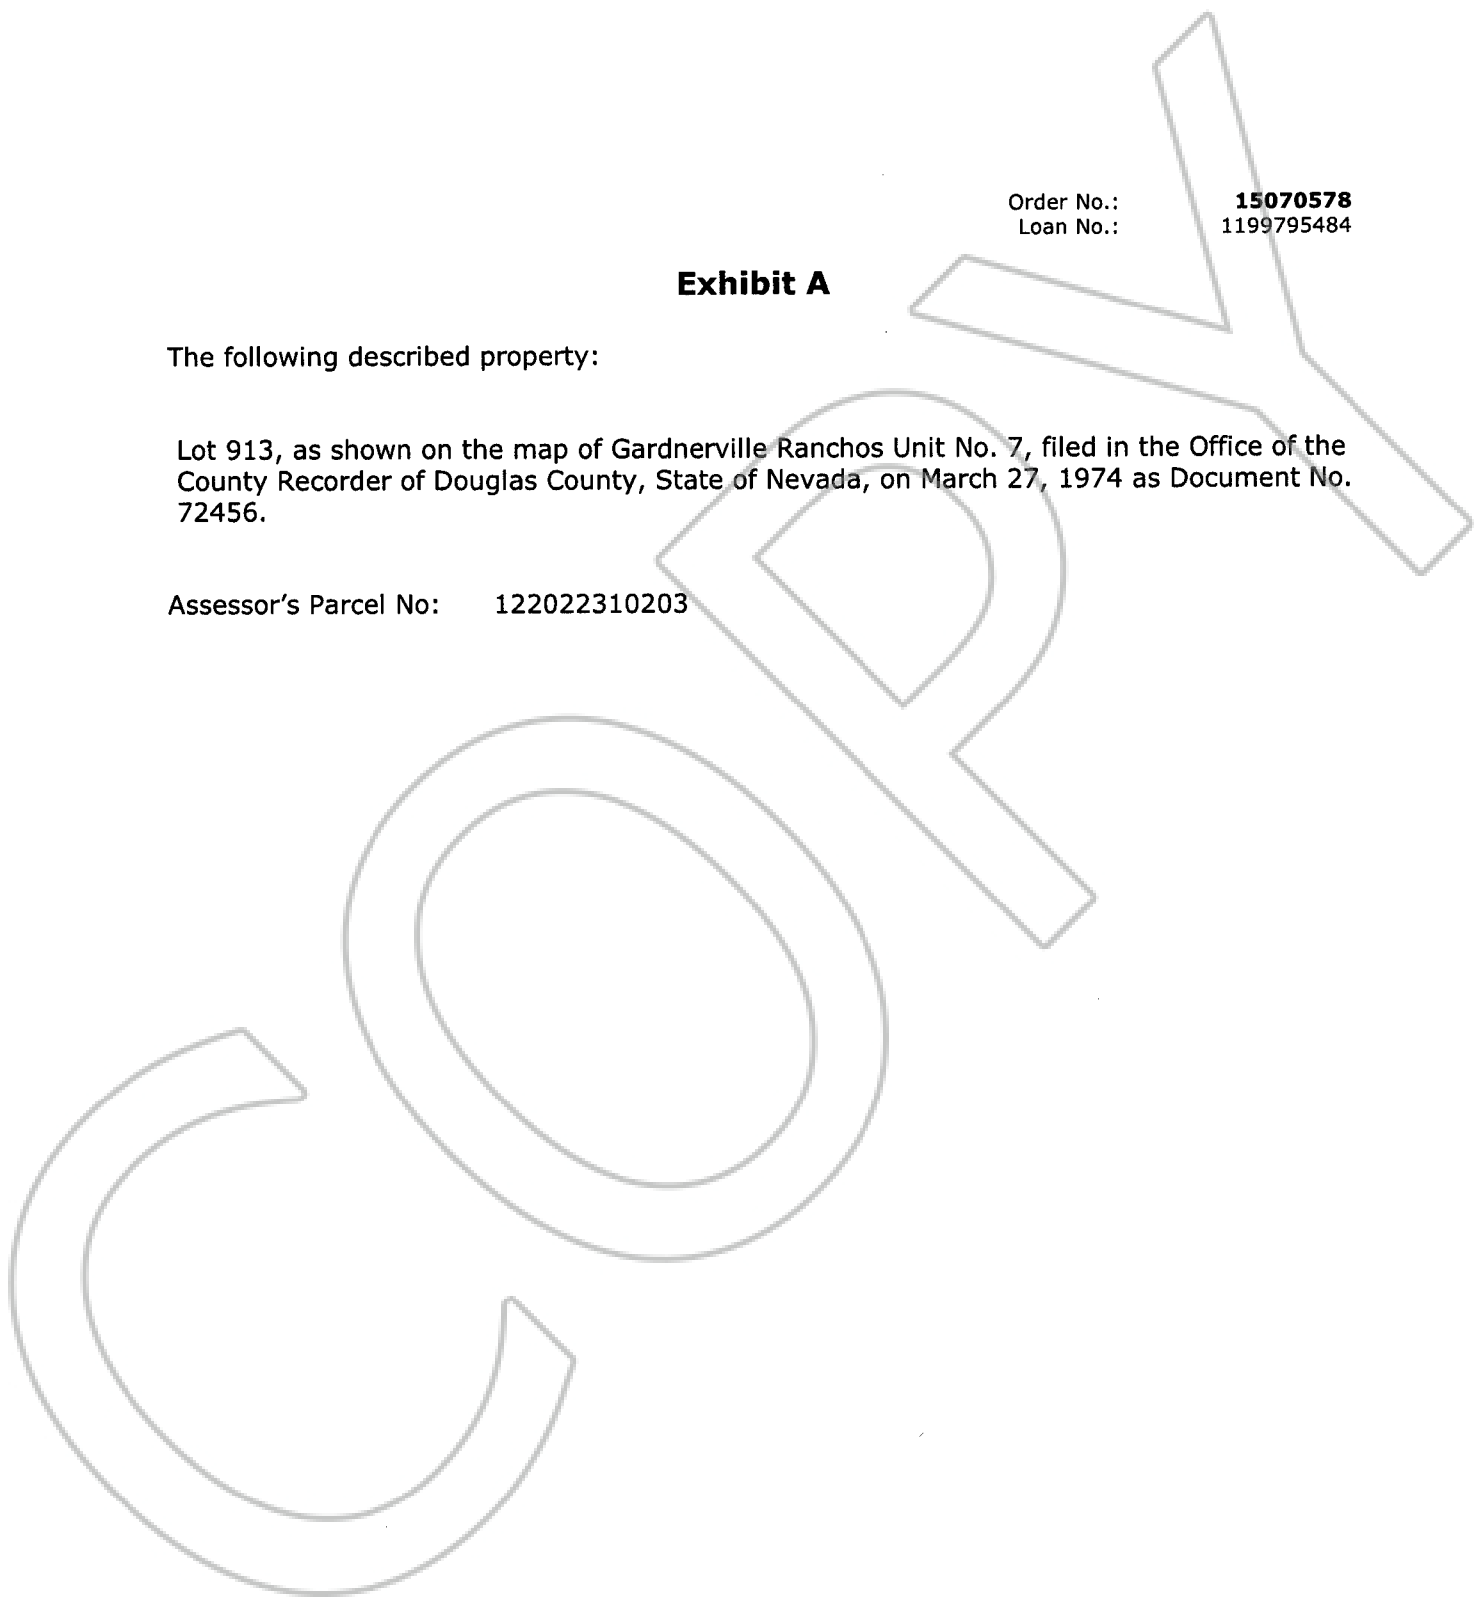 Order No.: 15070578
Loan No.: 1199795484
Exhibit A
The following described property:
Lot 913, as shown on the map of Gardnerville Ranchos Unit No. 7, filed in the Office of the
County Recorder of Douglas County, State of Nevada, on March 27, 1974 as Document No.
72456.
Assessor's Parcel No: 122022310203
COPY